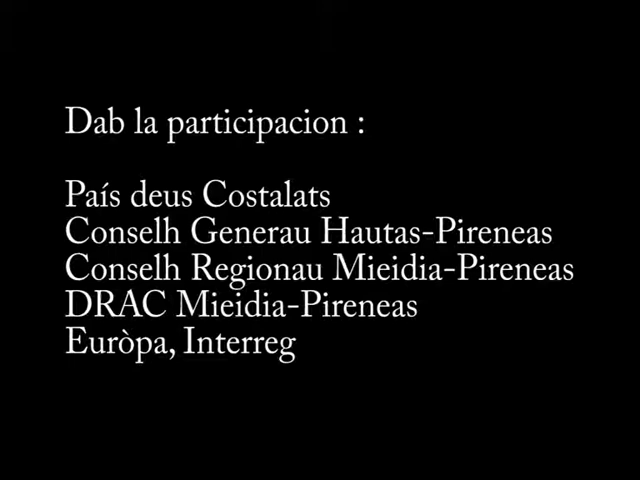 Dab la participacion :
País deus Costalats
Conselh Generau Hautas-Pireneas
Conselh Regionau Mieidia-Pireneas
DRAC Mieidia-Pireneas
Euròpa, Interreg